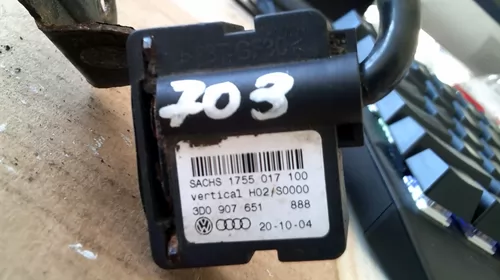 703
SACHS 1755 017 100
vertical H02/S0000
3D0 907 651 888
20-10-04